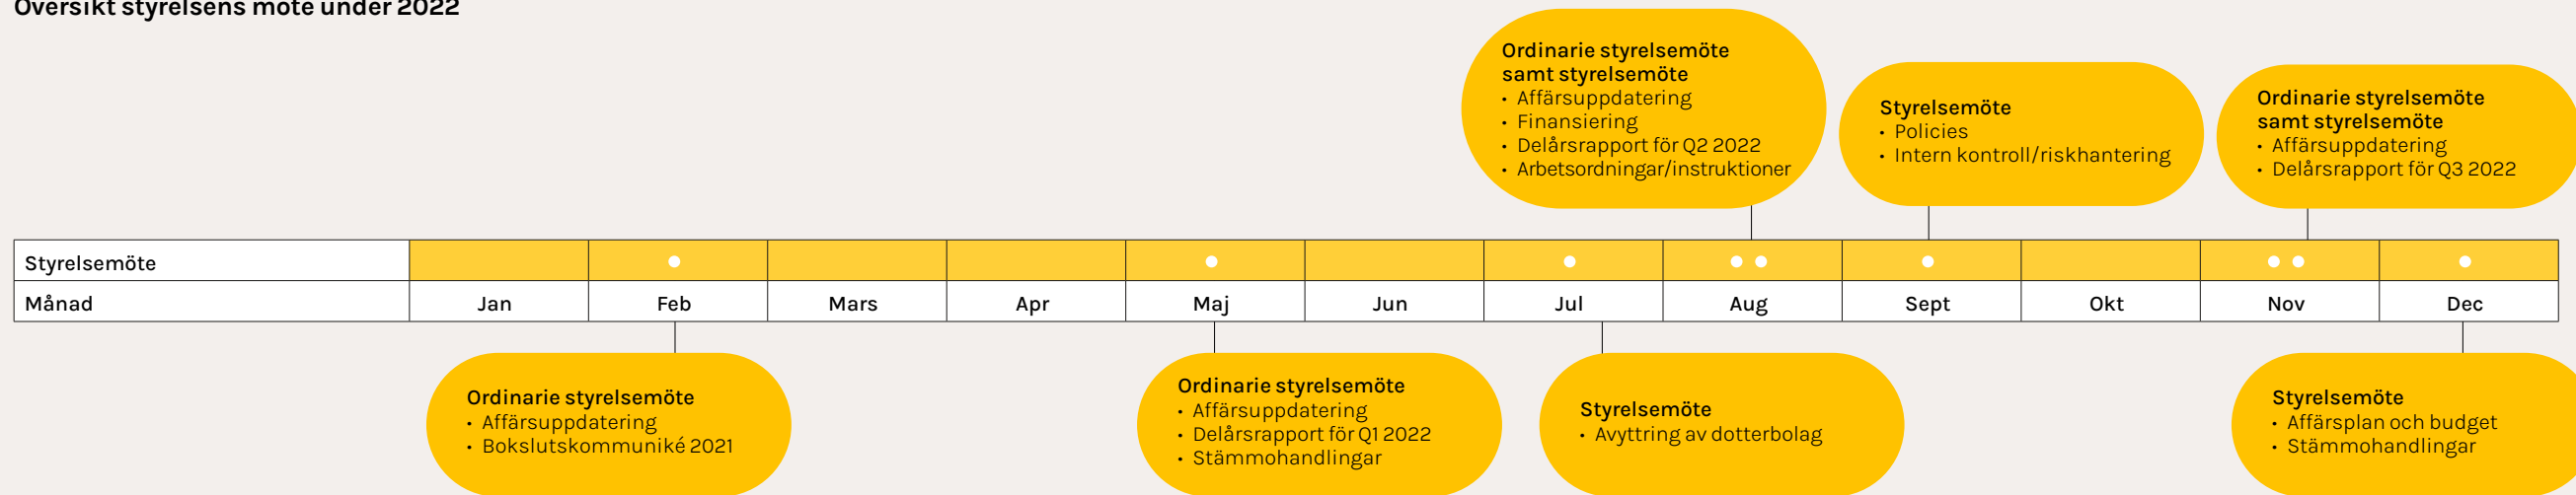 Översikt styrelsens möte under 2022
Ordinarie styrelsemöte
samt styrelsemöte
• Affärsuppdatering
• Finansiering
• Delårsrapport för Q2 2022
• Arbetsordningar/instruktioner
Styrelsemöte
• Policies
• Intern kontroll/riskhantering
Ordinarie styrelsemöte
samt styrelsemöte
• Affärsuppdatering
• Delårsrapport för Q3 2022
Styrelsemöte
Månad Jan Feb Mars Apr Maj Jun Jul Aug Sept Okt Nov Dec
Ordinarie styrelsemöte
• Affärsuppdatering
• Bokslutskommuniké 2021
Ordinarie styrelsemöte
• Affärsuppdatering
• Delårsrapport för Q1 2022
• Stämmohandlingar
Styrelsemöte
• Avyttring av dotterbolag
Styrelsemöte
• Affärsplan och budget
• Stämmohandlingar